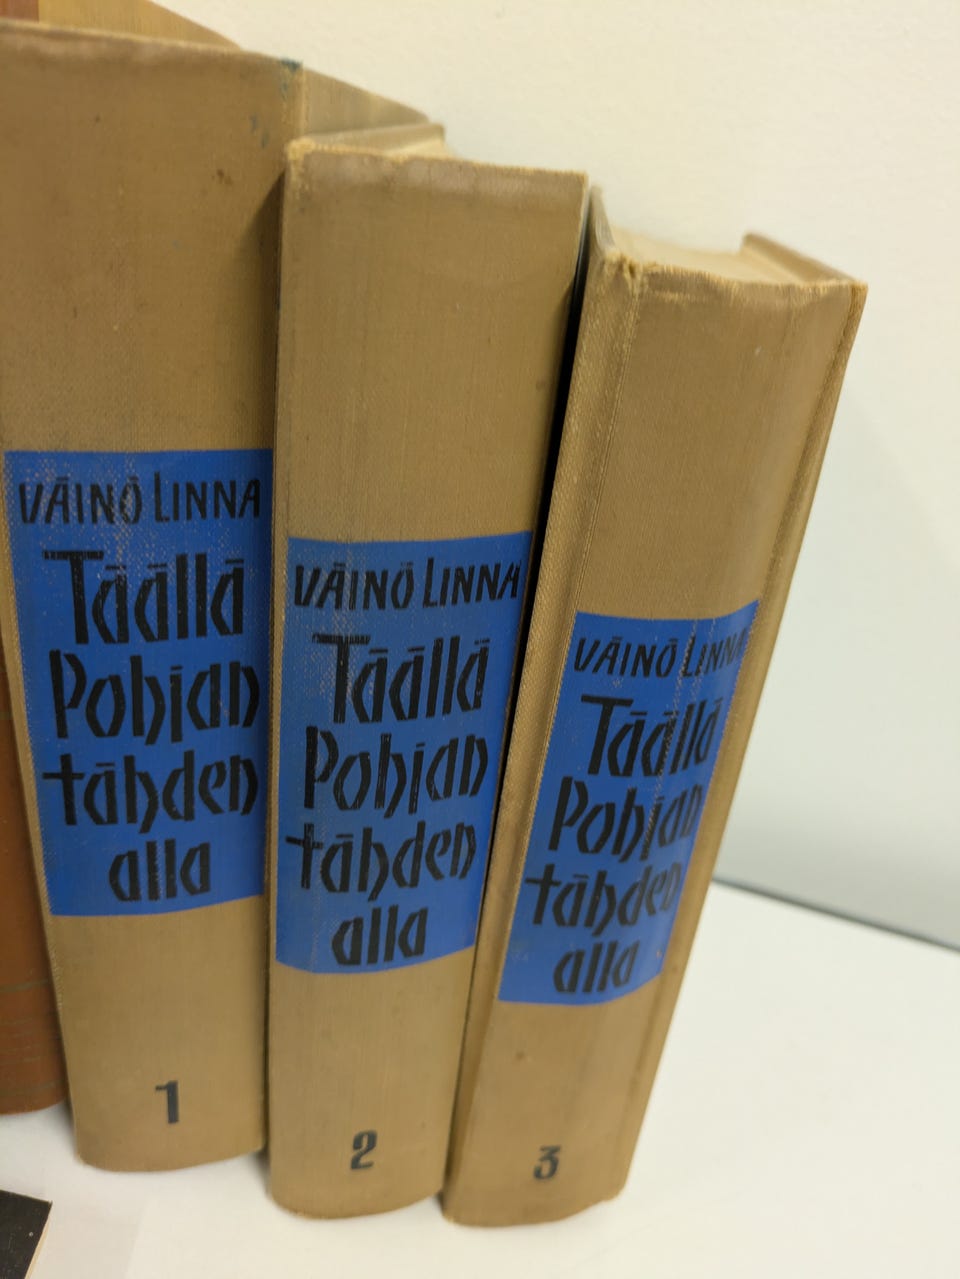 VÄINÖ LINNA
Täällä
Pohjan
tähden
alla
1
VÄINÖ LINNA
Täällä
Pohjan
tähden
alla
2
VÄINÖ LINNA
Täällä
Pohjan
tähden
alla
3